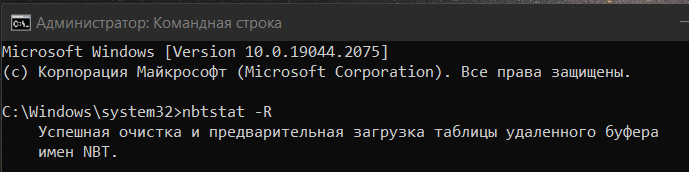 Администратор: Командная строка
Microsoft Windows [Version 10.0.19044.2075]
(c) Корпорация Майкрософт (Microsoft Corporation). Все права защищены.
C:\Windows\system32>nbtstat -R
Успешная очистка и предварительная загрузка таблицы удаленного буфера
имен NBT.